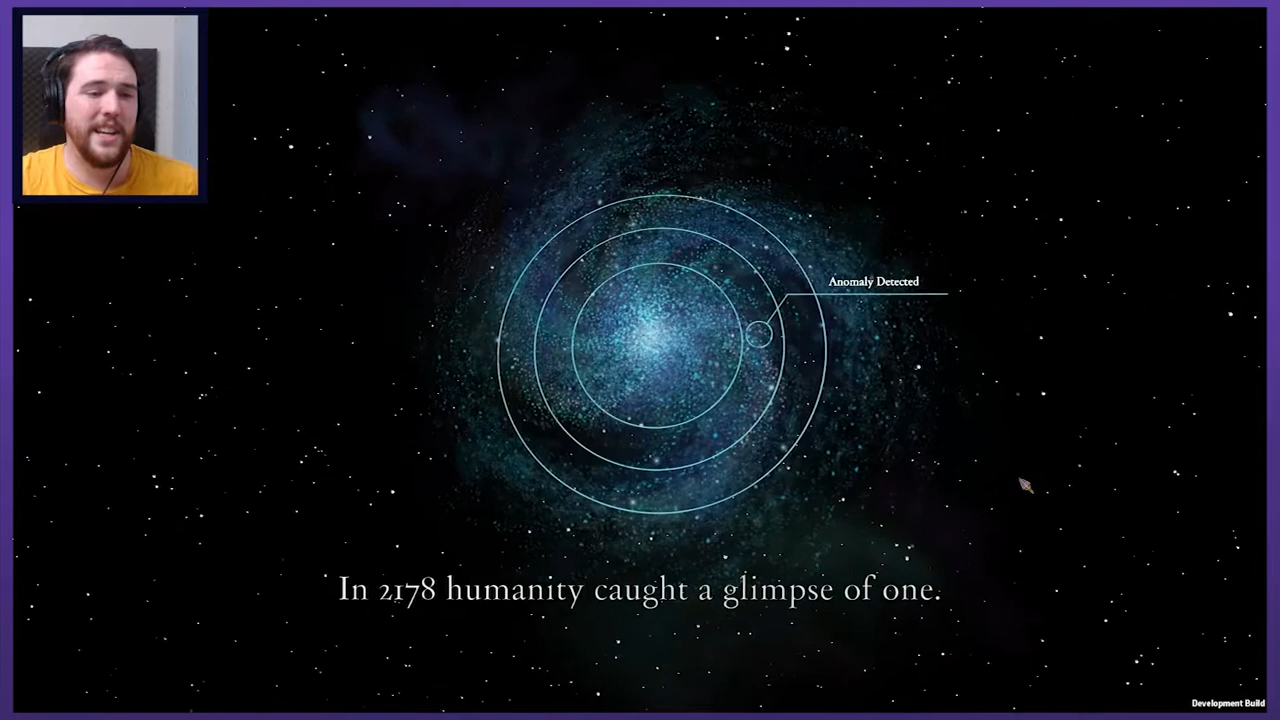 Anomaly Detected
In 2178 humanity caught a glimpse of one.
Development Build